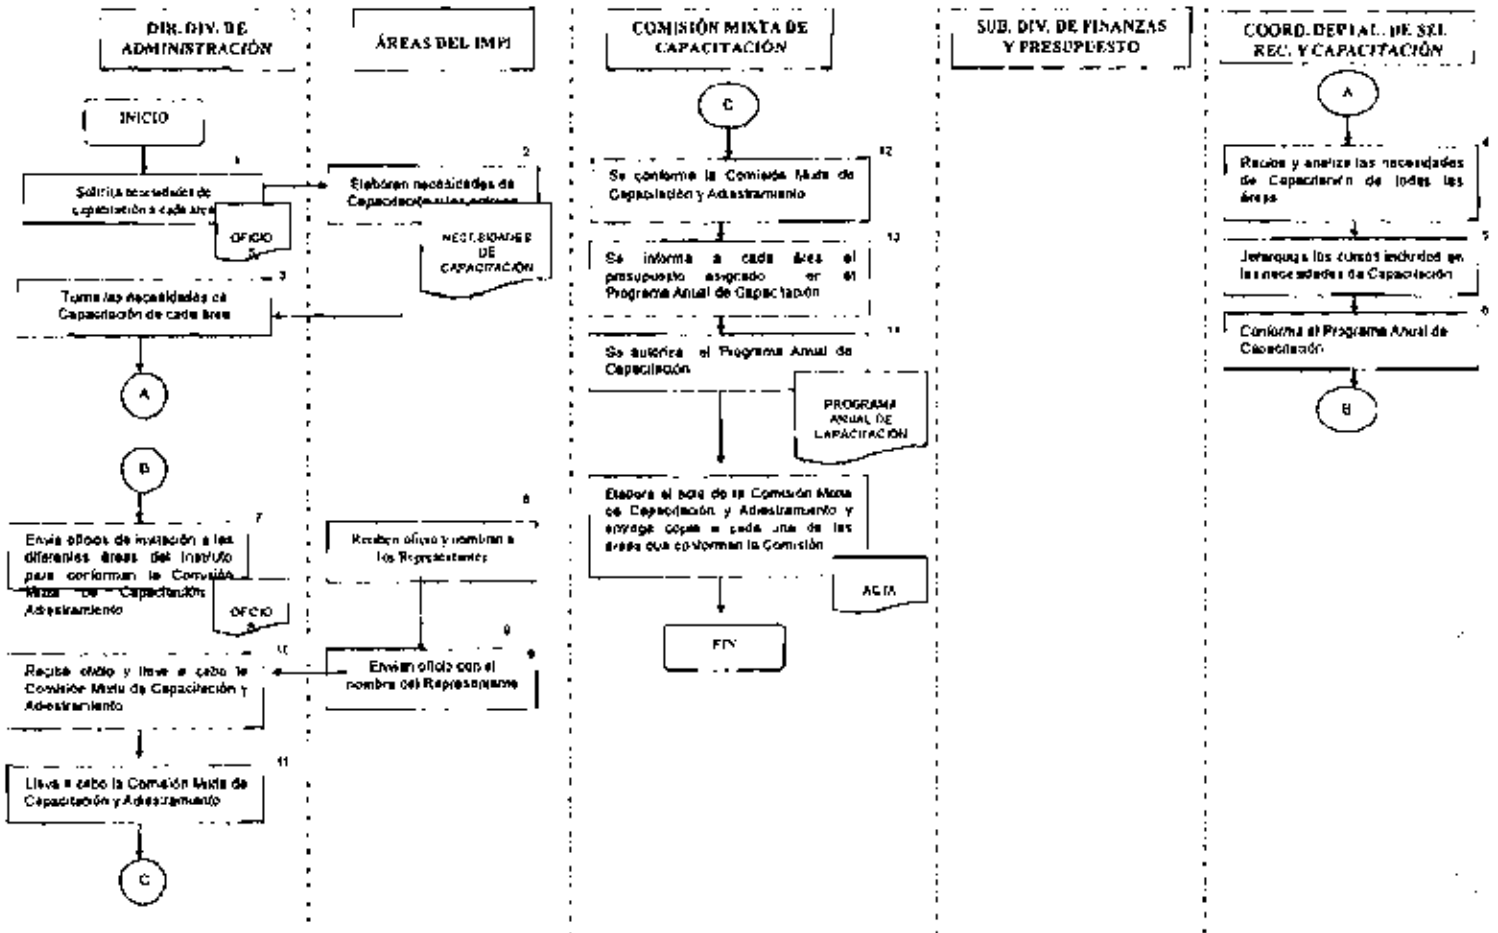 DIR. DIV. DE
ADMINISTRACIÓN
INICIO
1
Solicita necesidades de
capacitación a cada área
OFICIO
S
3
Turna las necesidades de
Capacitación de cada área
A
B
7
Envía oficios de invitación a las
diferentes áreas del Instituto
para conforman la Comisión
Mixta de Capacitación
Adiestramiento
OFICIO
S
10
Recibe oficio y lleva a cabo la
Comisión Mixta de Capacitación y
Adiestramiento
11
Lleva a cabo la Comisión Mixta de
Capacitación y Adiestramiento
C
ÁREAS DEL IMPI
2
Elaboran necesidades de
Capacitación
NECESIDADES
DE
CAPACITACIÓN
8
Reciben oficio y nombran a
los Representantes
9
Envían oficio con el
nombre del Representante
COMISIÓN MIXTA DE
CAPACITACIÓN
C
12
Se conforma la Comisión Mixta de
Capacitación y Adiestramiento
13
Se informa a cada área el
presupuesto asignado en el
Programa Anual de Capacitación
14
Se autoriza el Programa Anual de
Capacitación
PROGRAMA
ANUAL DE
CAPACITACIÓN
Elabora el acta de la Comisión Mixta
de Capacitación y Adiestramiento y
entrega copia a cada una de las
áreas que conforman la Comisión
ACTA
FIN
SUB. DIV. DE FINANZAS
Y PRESUPUESTO
COORD. DEPTAL. DE SEL.
REC. Y CAPACITACIÓN
A
4
Recibe y analiza las necesidades
de Capacitación de todas las
áreas
5
Jerarquiza los cursos incluidos en
las necesidades de Capacitación
6
Conforma el Programa Anual de
Capacitación
B